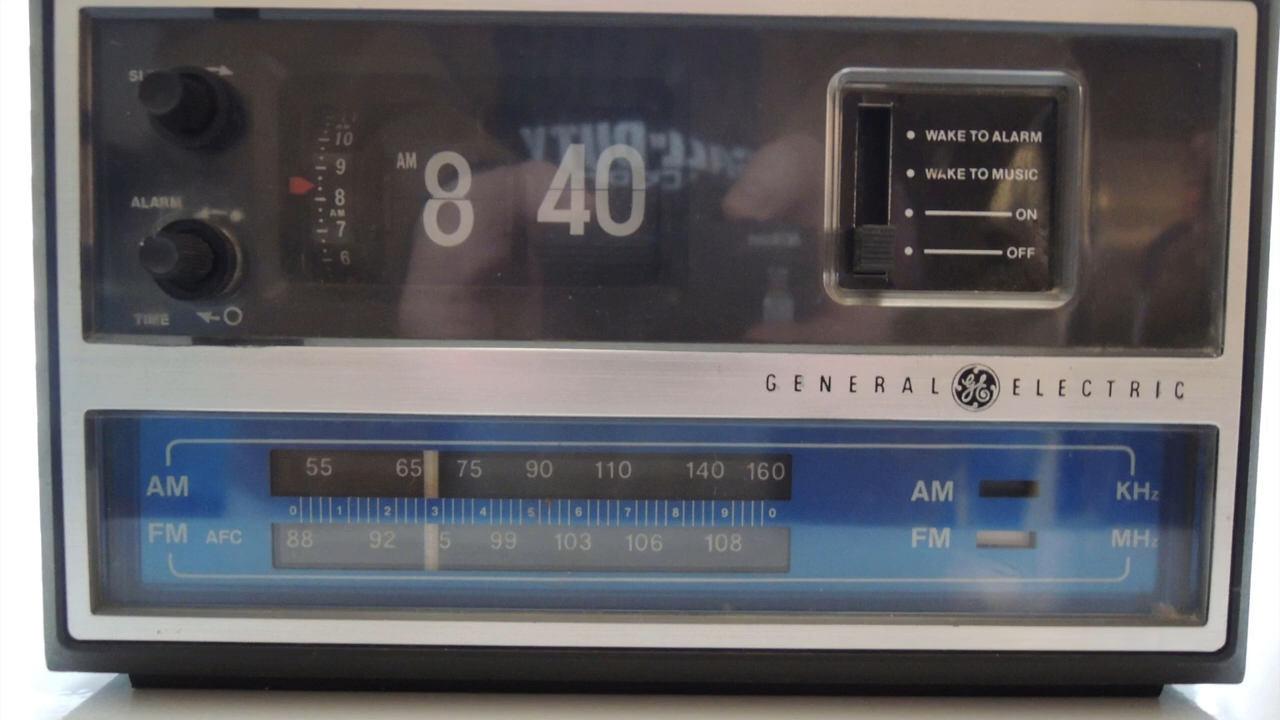 10
9
8
AM
7
6
AM 8 40
ALARM
TIME
WAKE TO ALARM
WAKE TO MUSIC
ON
OFF
GENERAL GE ELECTRIC
AM 55 65 75 90 110 140 160 AM KHz
0 1 2 3 4 5 6 7 8 9 0
FM AFC 88 92 5 99 103 106 108 FM MHz